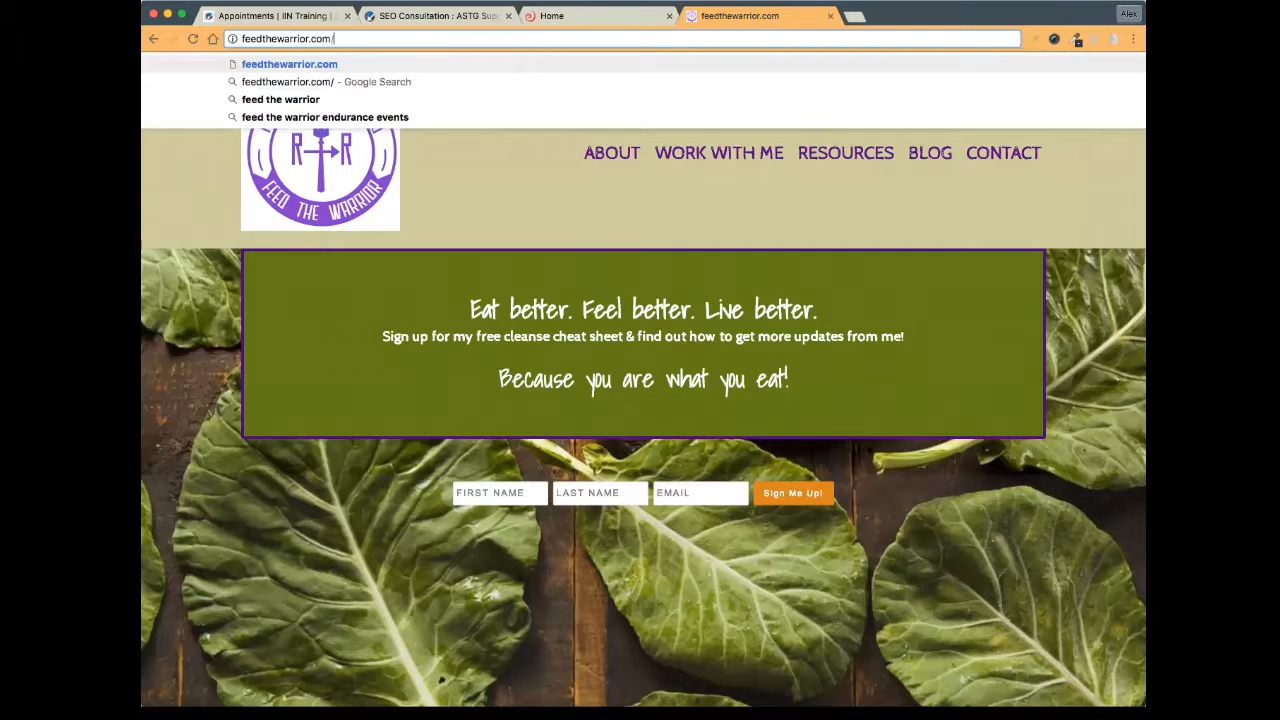 Appointments | IIN Training |
SEO Consultation : ASTG Sup
Home
feedthewarrior.com
Alex
feedthewarrior.com/
feedthewarrior.com
feedthewarrior.com/ - Google Search
feed the warrior
feed the warrior endurance events
R R
FEED THE WARRIOR
ABOUT WORK WITH ME RESOURCES BLOG CONTACT
Eat better. Feel better. Live better.
Sign up for my free cleanse cheat sheet & find out how to get more updates from me!
Because you are what you eat!
FIRST NAME LAST NAME EMAIL Sign Me Up!